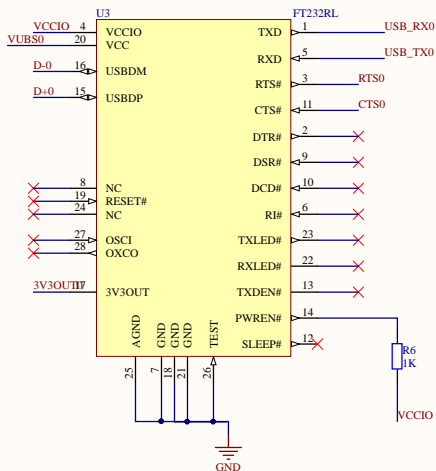 U3
FT232RL
VCCIO 4 VCCIO TXD 1 USB_RX0
VUBS0 20 VCC
RXD 5 USB_TX0
D-0 16 USBDM RTS# 3 RTS0
D+0 15 USBDP CTS# 11 CTS0
DTR# 2
DSR# 9
8 NC DCD# 10
19 RESET#
24 NC RI# 6
27 OSCI TXLED# 23
28 OXCO
RXLED# 22
3V3OUT0 17 3V3OUT TXDEN# 13
PWREN# 14
SLEEP# 12
AGND GND GND GND TEST
25 7 18 21 26
R6
1K
VCCIO
GND